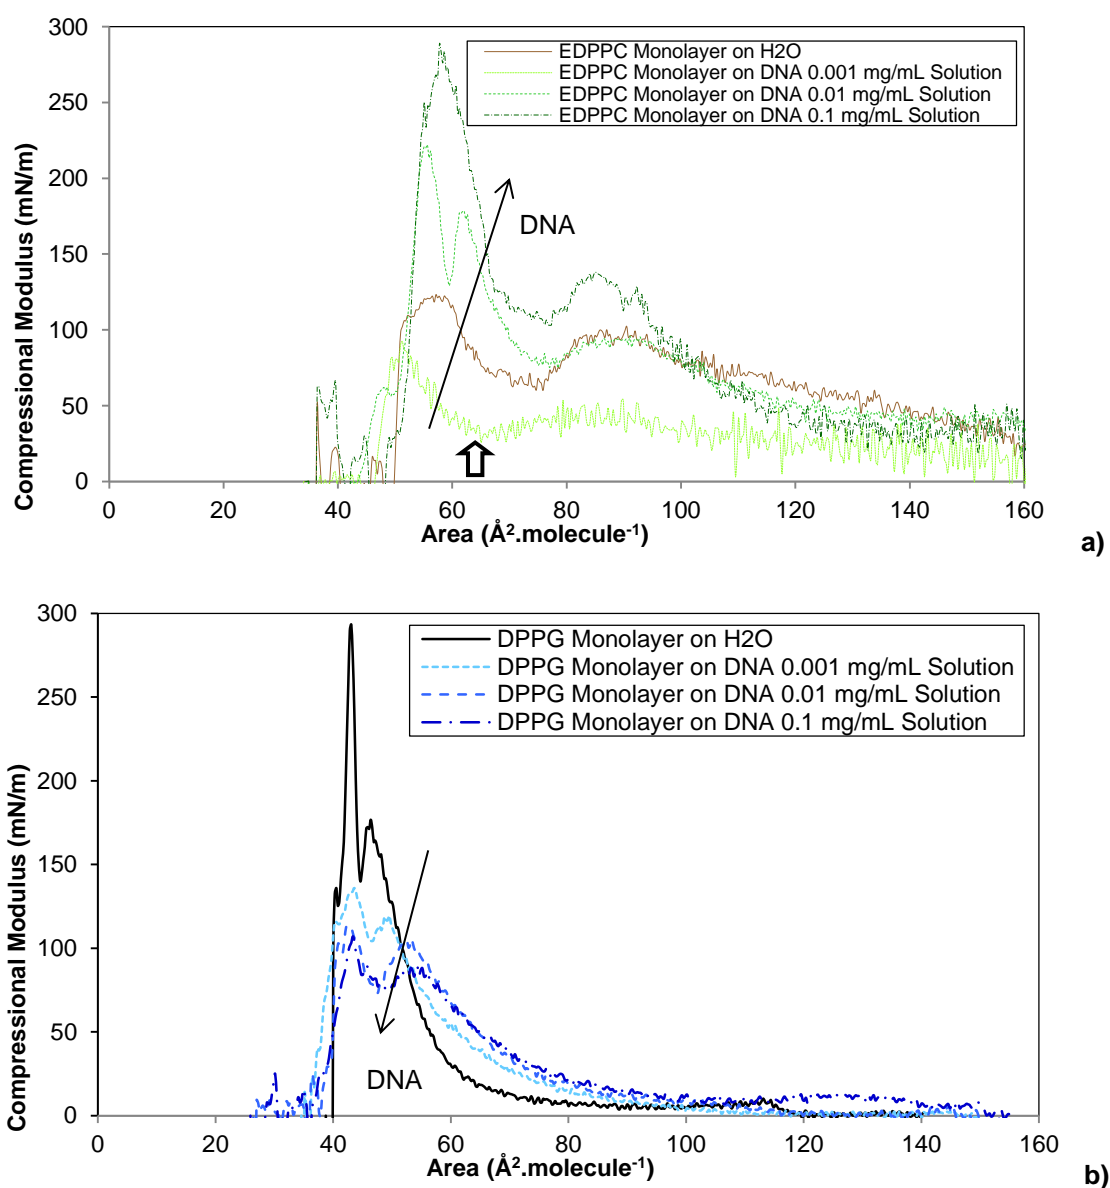 300
250
200
150
100
50
0
Compressional Modulus (mN/m)
EDPPC Monolayer on H2O
EDPPC Monolayer on DNA 0.001 mg/mL Solution
EDPPC Monolayer on DNA 0.01 mg/mL Solution
EDPPC Monolayer on DNA 0.1 mg/mL Solution
DNA
0 20 40 60 80 100 120 140 160
Area (Å².molecule⁻¹)
a)
300
250
200
150
100
50
0
Compressional Modulus (mN/m)
DPPG Monolayer on H2O
DPPG Monolayer on DNA 0.001 mg/mL Solution
DPPG Monolayer on DNA 0.01 mg/mL Solution
DPPG Monolayer on DNA 0.1 mg/mL Solution
DNA
0 20 40 60 80 100 120 140 160
Area (Å².molecule⁻¹)
b)